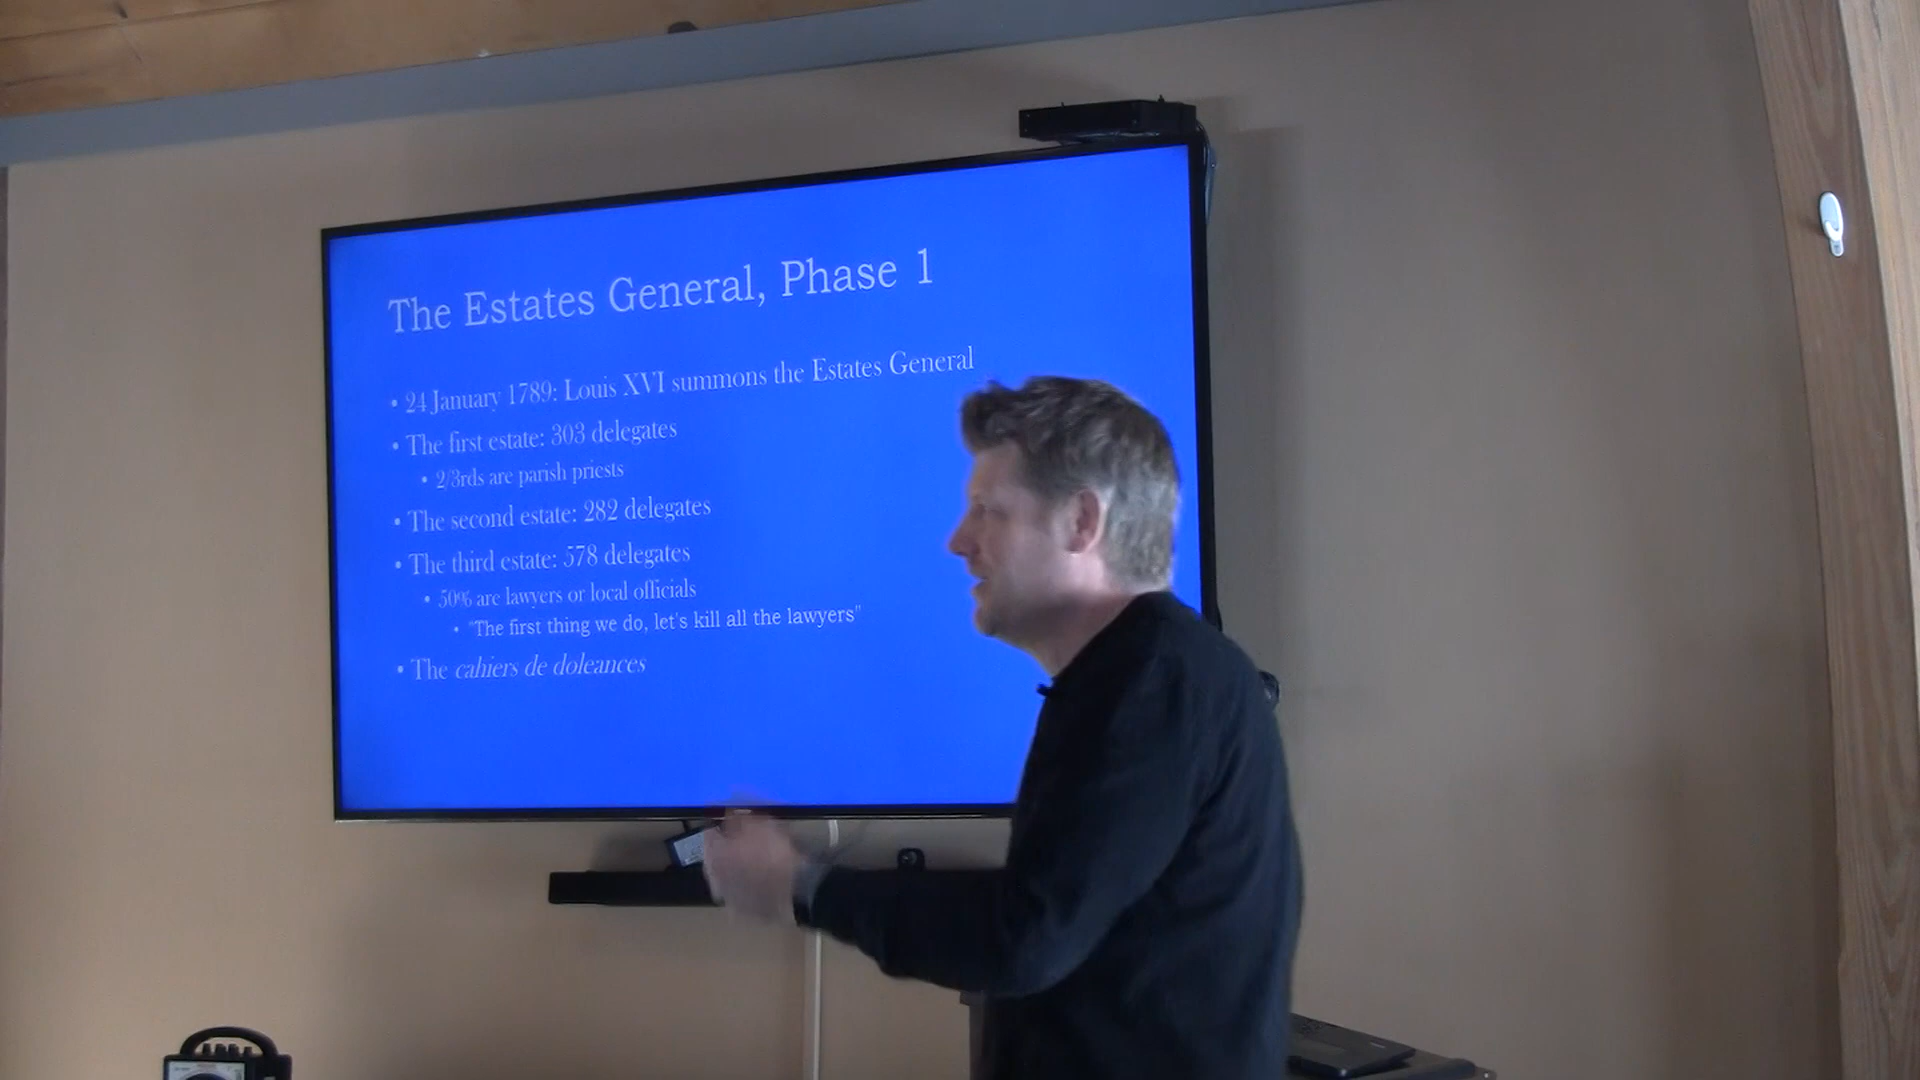 The Estates General, Phase 1
• 24 January 1789: Louis XVI summons the Estates General
• The first estate: 303 delegates
• 2/3rds are parish priests
• The second estate: 282 delegates
• The third estate: 578 delegates
• 50% are lawyers or local officials
• "The first thing we do, let's kill all the lawyers"
• The cahiers de doleances